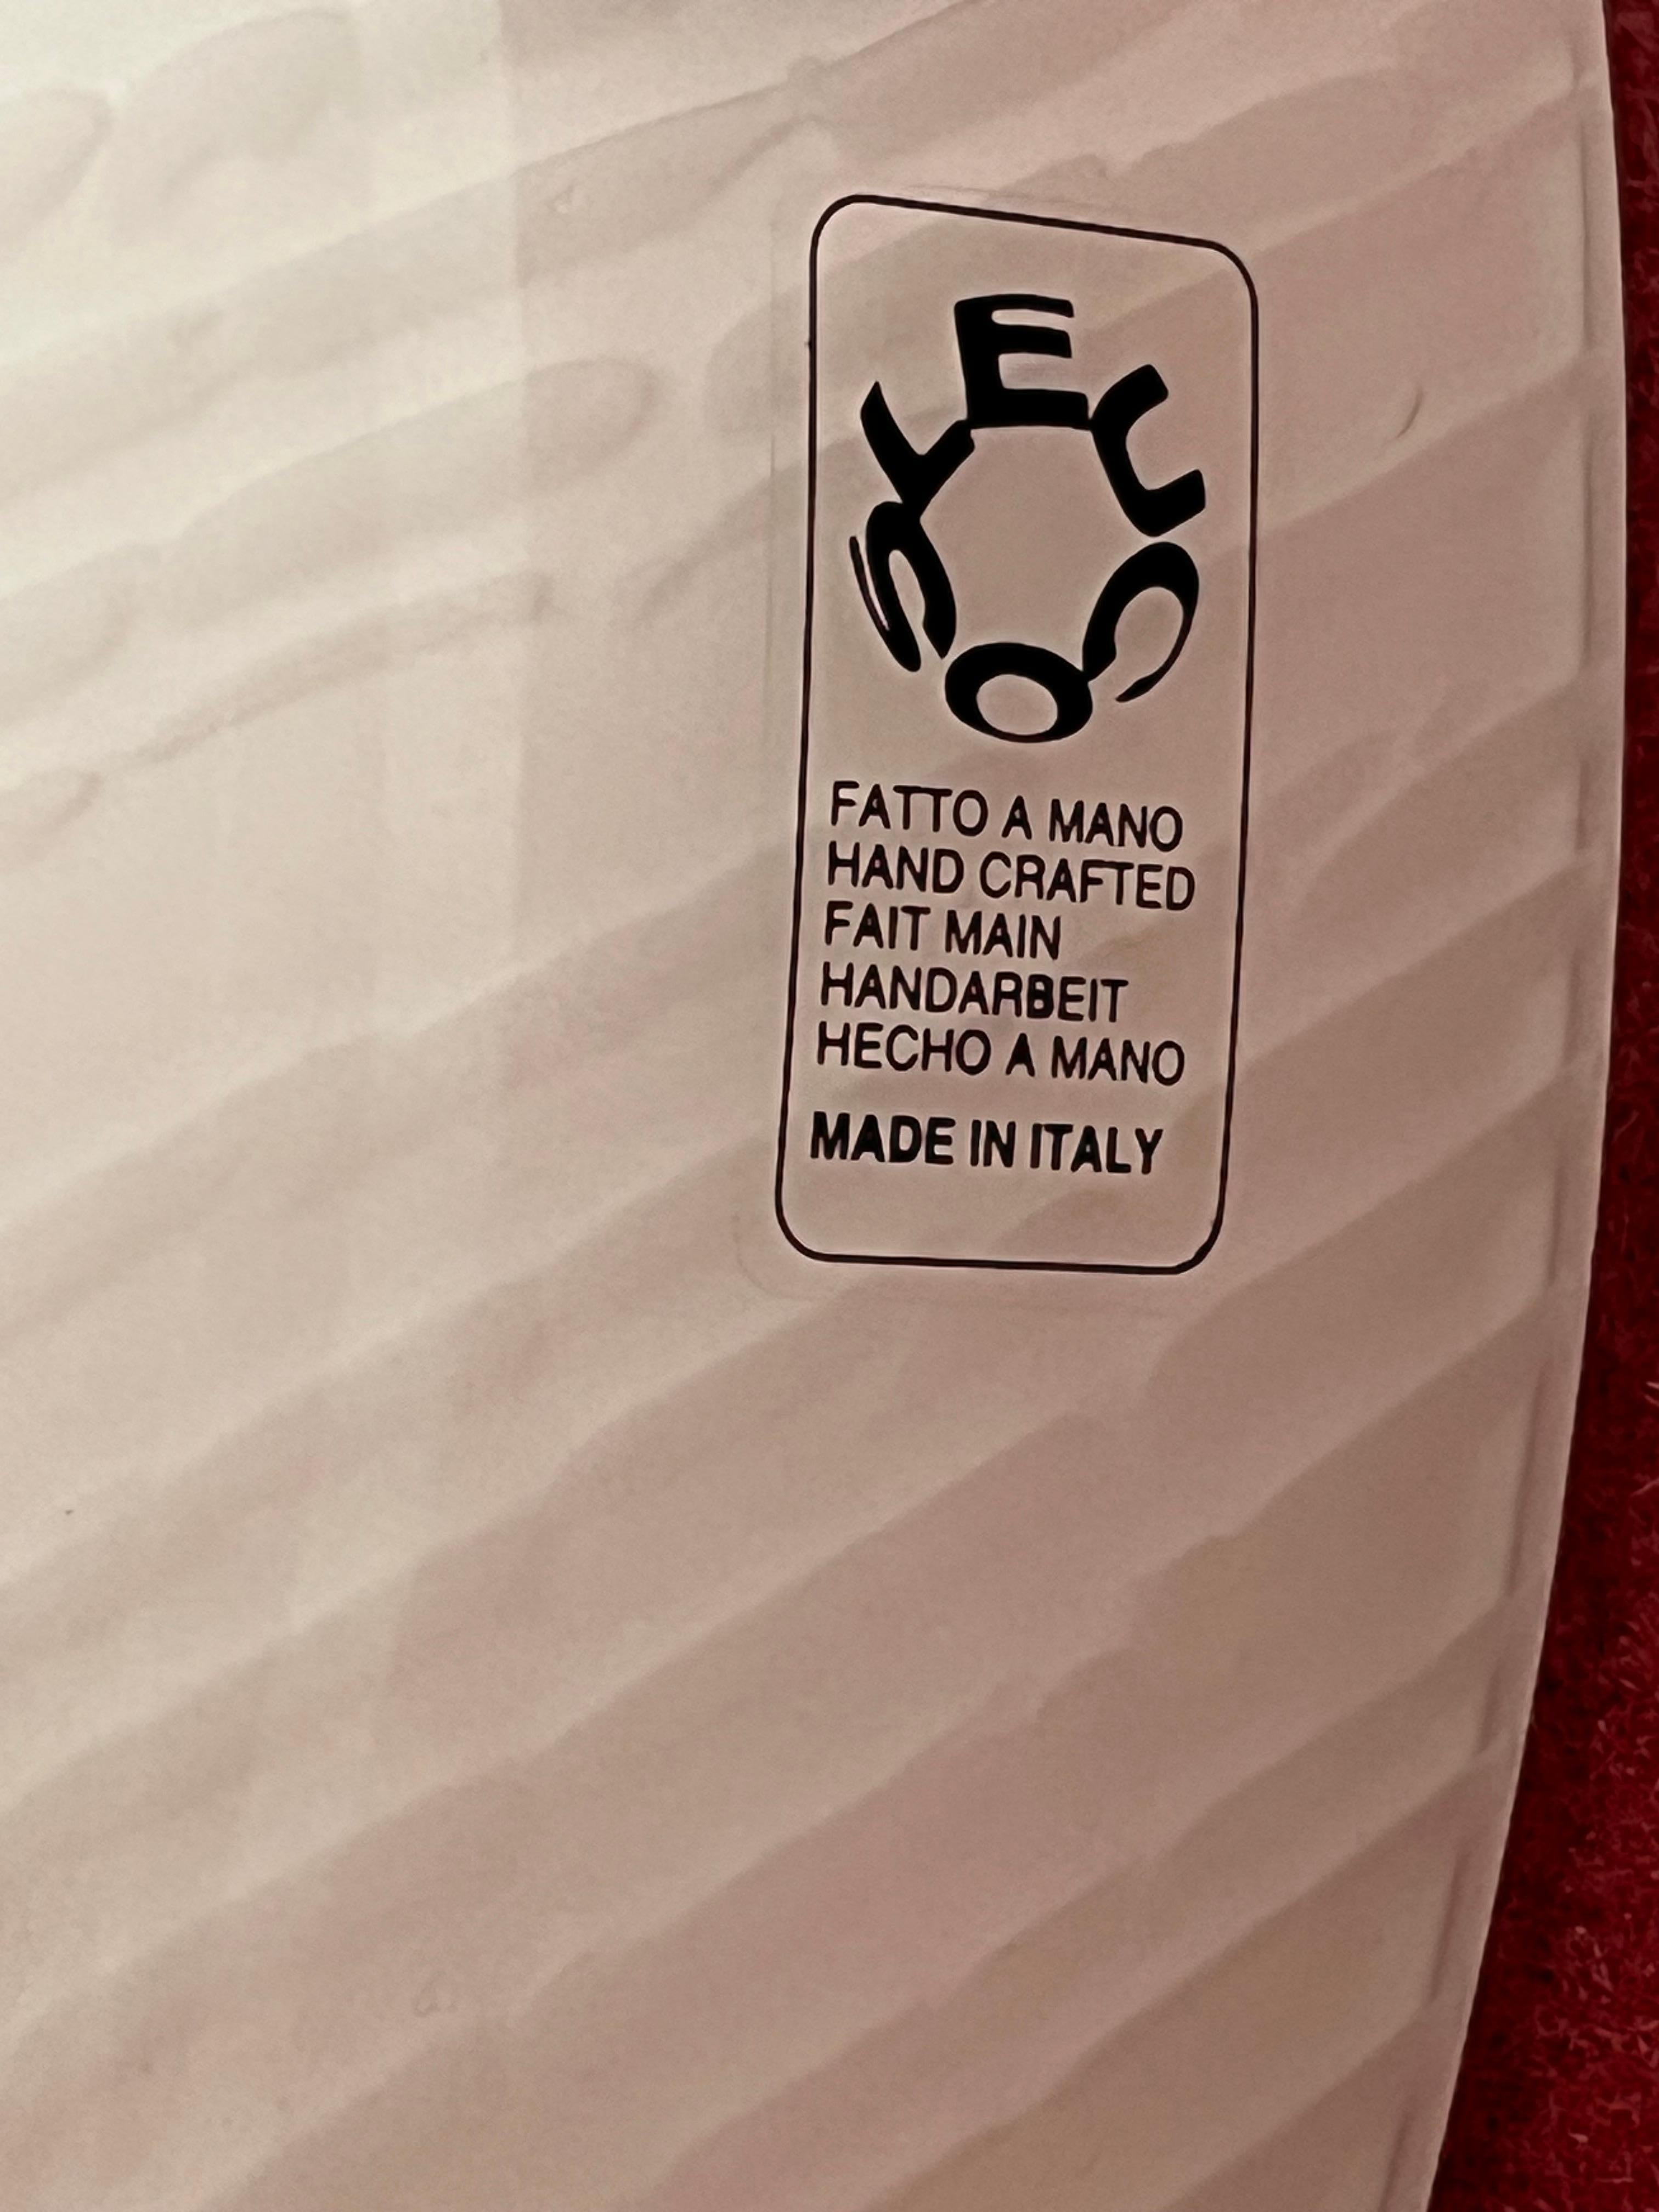 LEUCOS
FATTO A MANO
HAND CRAFTED
FAIT MAIN
HANDARBEIT
HECHO A MANO
MADE IN ITALY